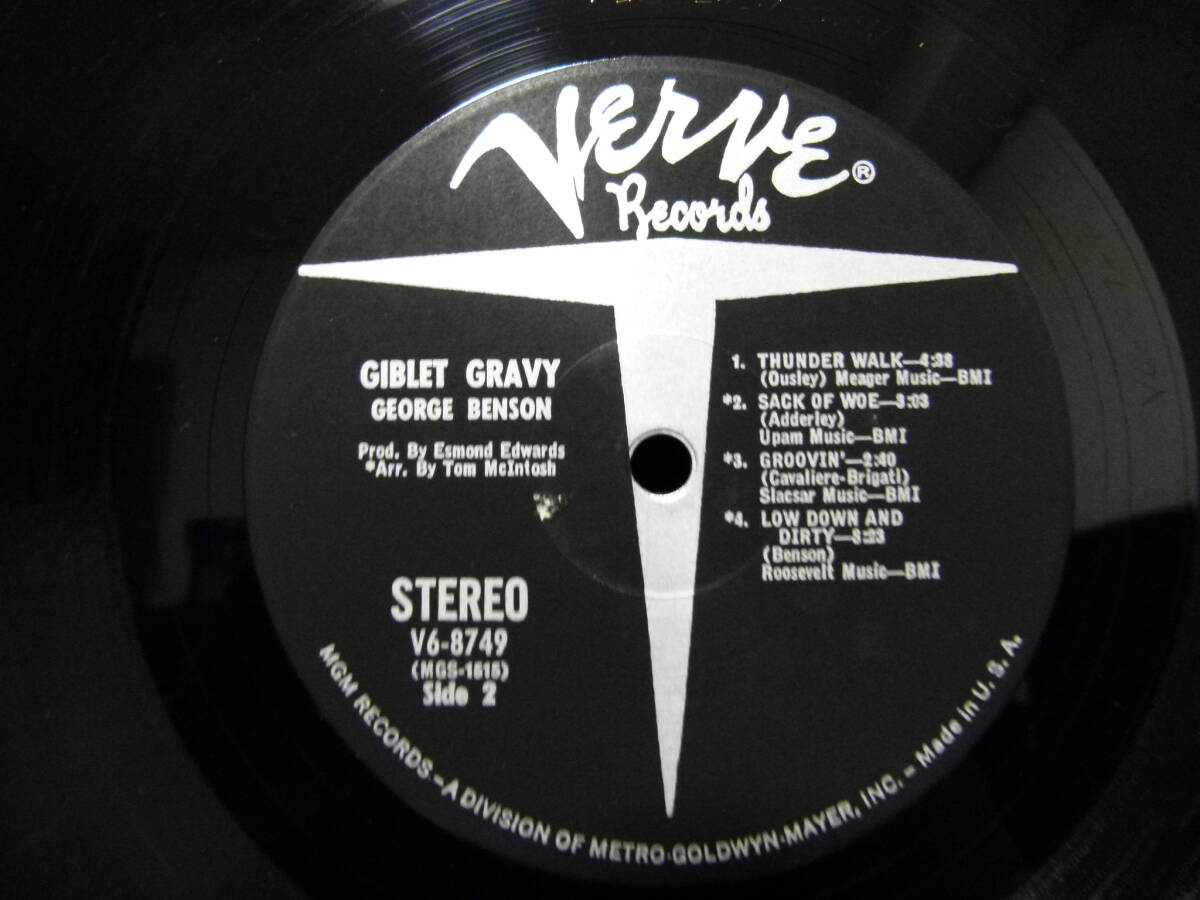 Verve®
Records
GIBLET GRAVY
GEORGE BENSON
Prod. By Esmond Edwards
*Arr. By Tom McIntosh
1. THUNDER WALK—4:38
(Ousley) Meager Music—BMI
*2. SACK OF WOE—3:03
(Adderley)
Upam Music—BMI
*3. GROOVIN'—2:40
(Cavaliere-Brigati)
Slacsar Music—BMI
*4. LOW DOWN AND
DIRTY—8:23
(Benson)
Roosevelt Music—BMI
STEREO
V6-8749
(MGS-1515)
Side 2
MGM RECORDS – A DIVISION OF METRO-GOLDWYN-MAYER, INC. – Made in U. S. A.